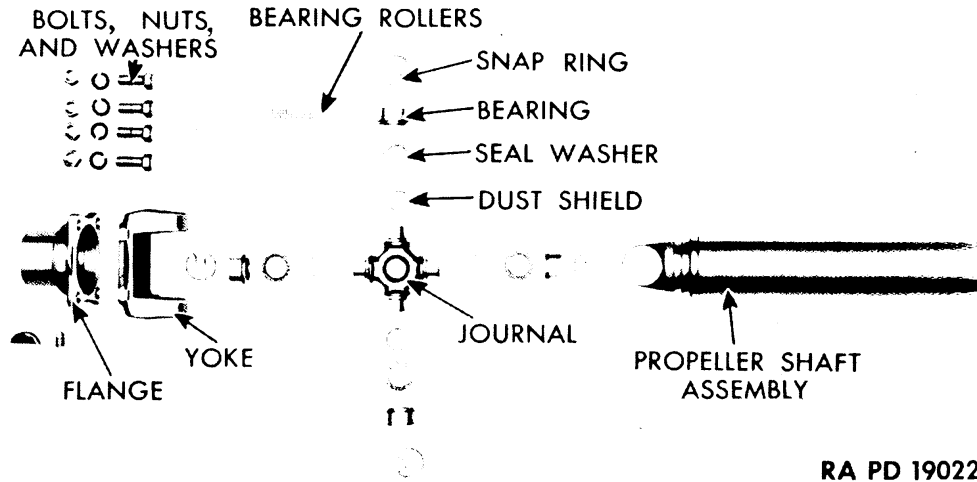 BOLTS, NUTS,
AND WASHERS
BEARING ROLLERS
SNAP RING
BEARING
SEAL WASHER
DUST SHIELD
JOURNAL
YOKE
FLANGE
PROPELLER SHAFT
ASSEMBLY
RA PD 19022